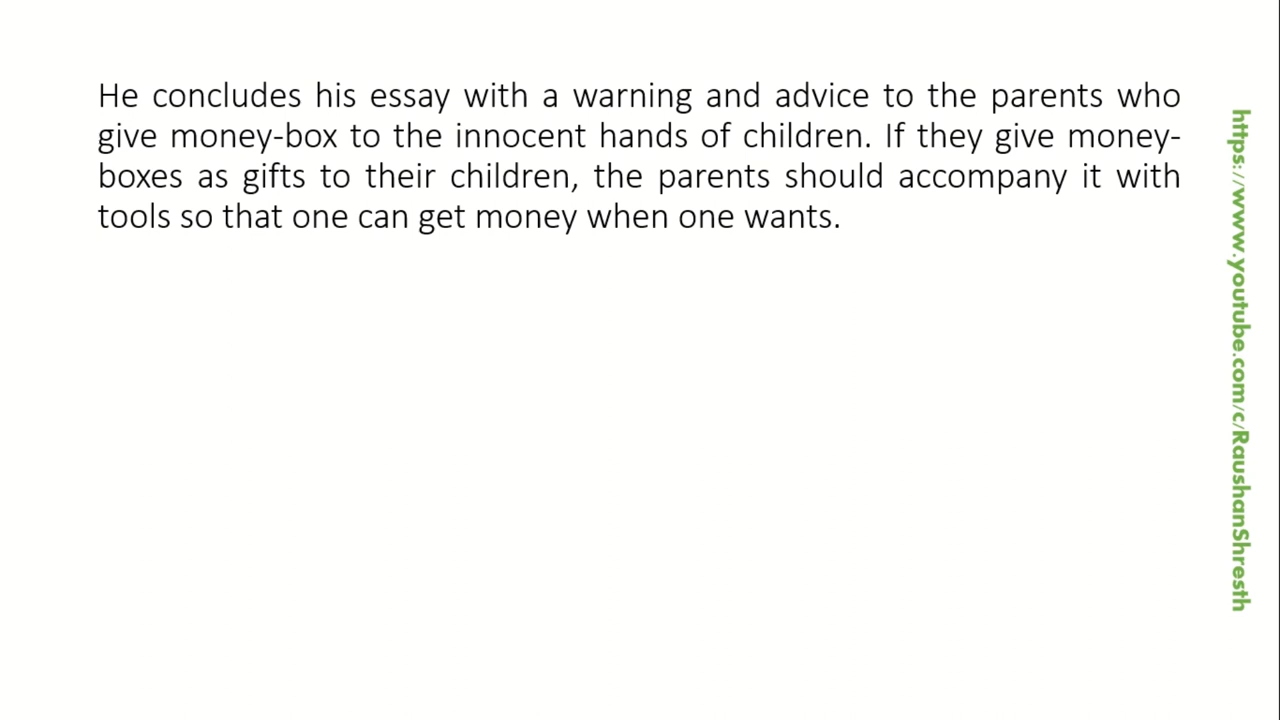 He concludes his essay with a warning and advice to the parents who
give money-box to the innocent hands of children. If they give money-
boxes as gifts to their children, the parents should accompany it with
tools so that one can get money when one wants.
https://www.youtube.com/c/RaushanShresth